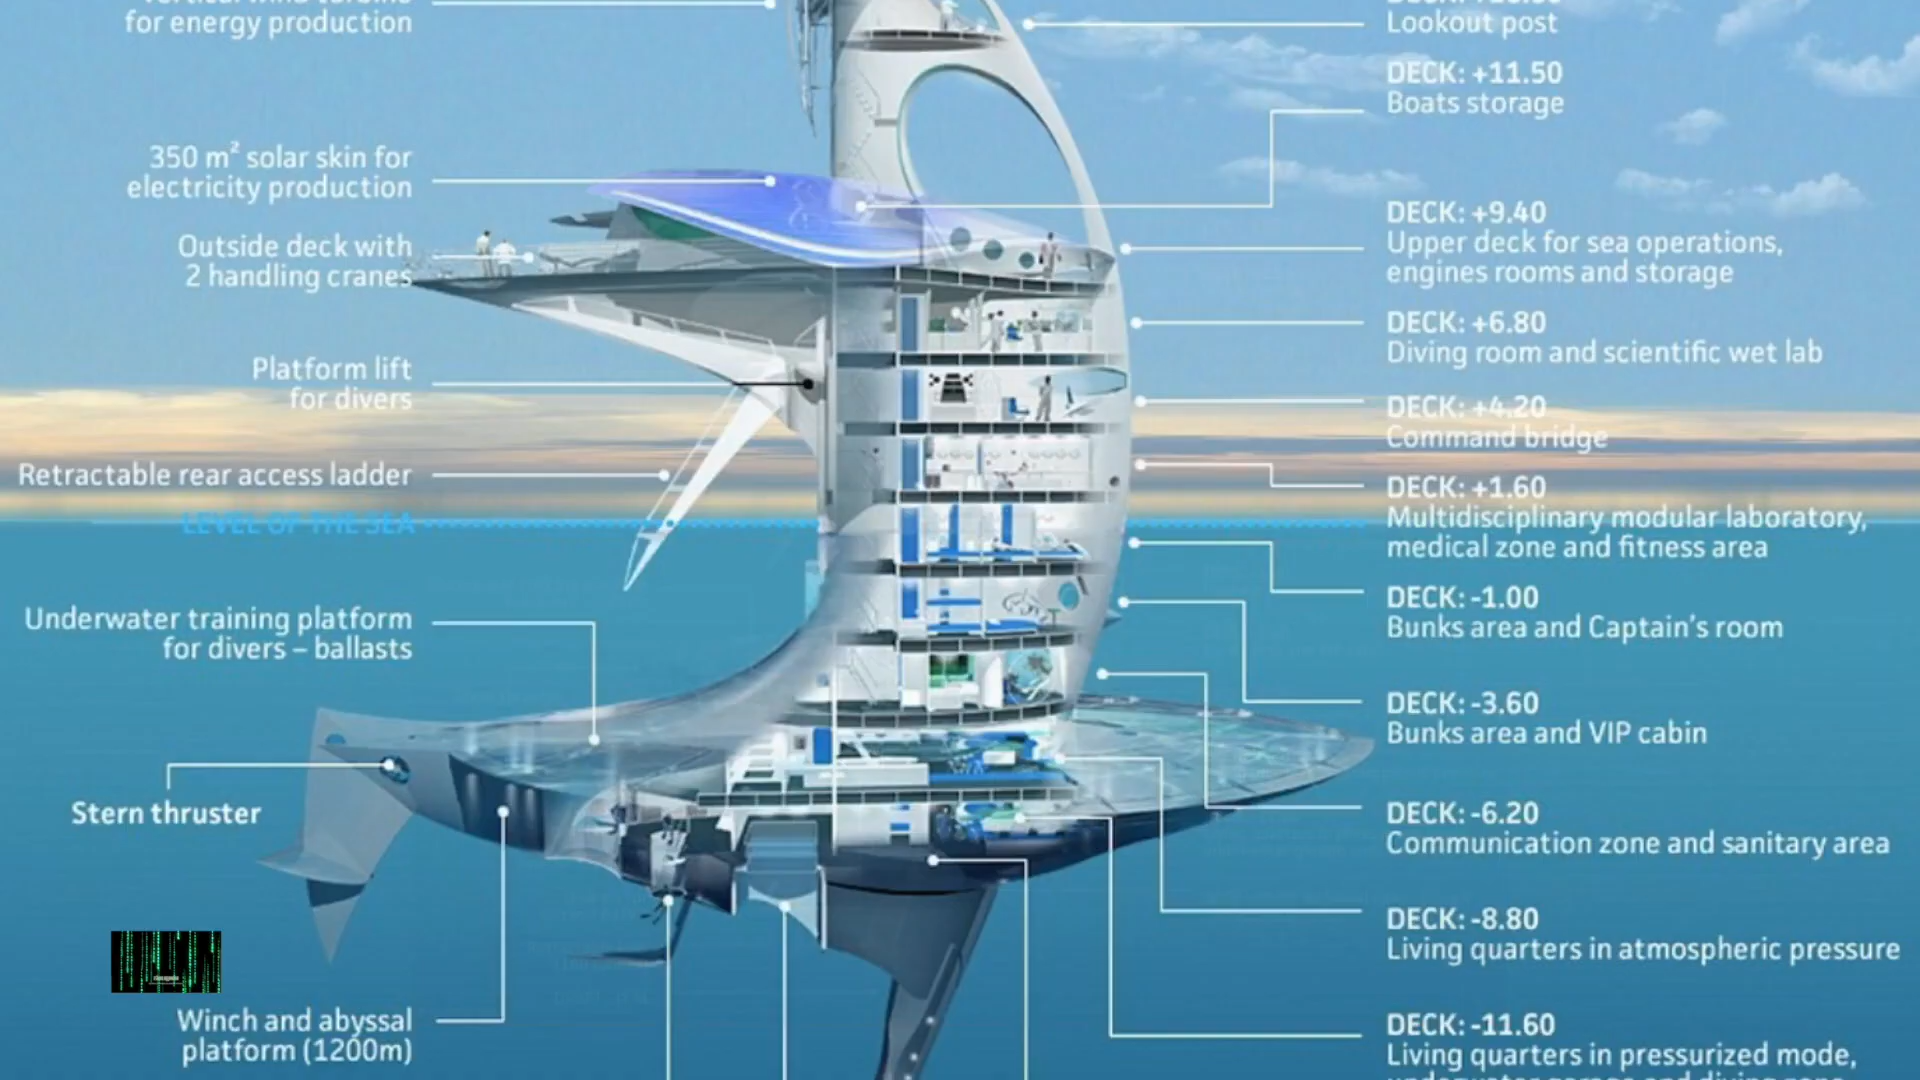 for energy production
350 m² solar skin for
electricity production
Outside deck with
2 handling cranes
Platform lift
for divers
Retractable rear access ladder
LEVEL OF THE SEA
Underwater training platform
for divers – ballasts
Stern thruster
Winch and abyssal
platform (1200m)
Lookout post
DECK: +11.50
Boats storage
DECK: +9.40
Upper deck for sea operations,
engines rooms and storage
DECK: +6.80
Diving room and scientific wet lab
DECK: +4.20
Command bridge
DECK: +1.60
Multidisciplinary modular laboratory,
medical zone and fitness area
DECK: -1.00
Bunks area and Captain's room
DECK: -3.60
Bunks area and VIP cabin
DECK: -6.20
Communication zone and sanitary area
DECK: -8.80
Living quarters in atmospheric pressure
DECK: -11.60
Living quarters in pressurized mode,